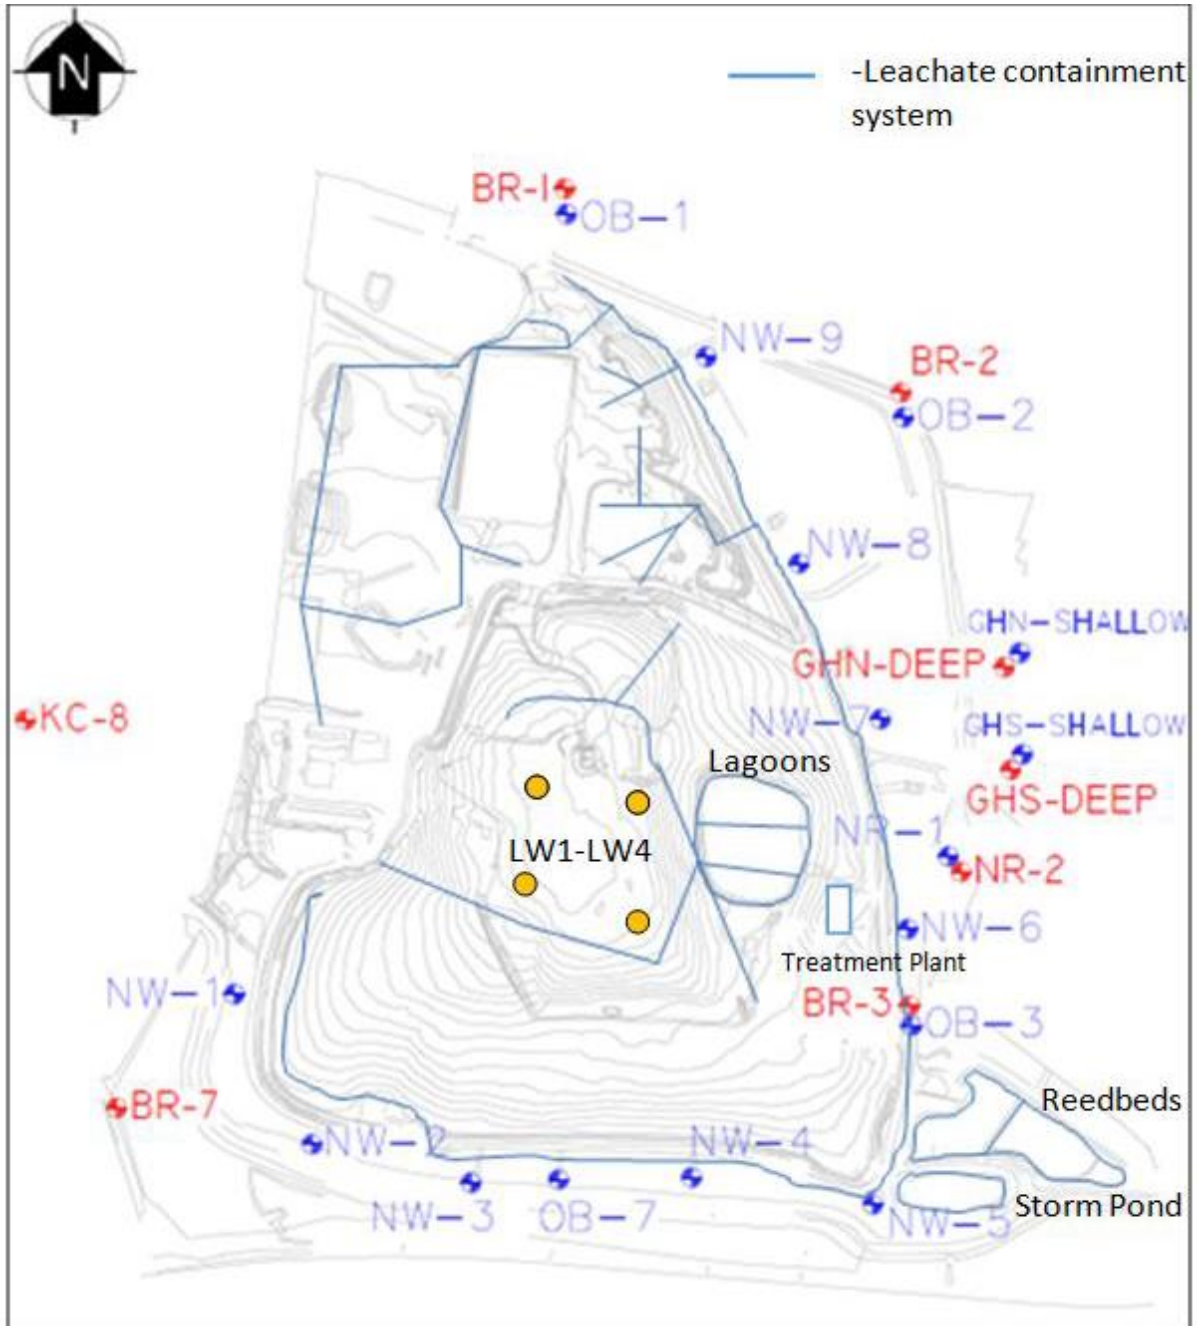 N
-Leachate containment
system
BR-1
OB-1
NW-9
BR-2
OB-2
NW-8
GHN-SHALLOW
GHN-DEEP
KC-8
NW-7
GHS-SHALLOW
Lagoons
GHS-DEEP
NR-1
LW1-LW4
NR-2
NW-6
Treatment Plant
NW-1
BR-3
OB-3
BR-7
Reedbeds
NW-2
NW-4
NW-3
OB-7
NW-5
Storm Pond